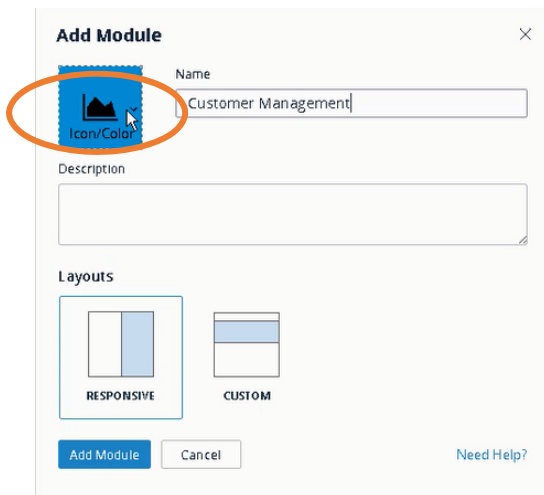 Add Module
Name
Customer Management
Icon/Color
Description
Layouts
RESPONSIVE
CUSTOM
Add Module
Cancel
Need Help?